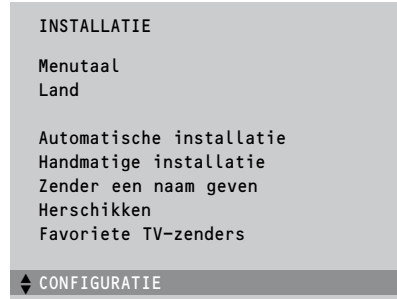 INSTALLATIE
Menutaal
Land
Automatische installatie
Handmatige installatie
Zender een naam geven
Herschikken
Favoriete TV-zenders
CONFIGURATIE